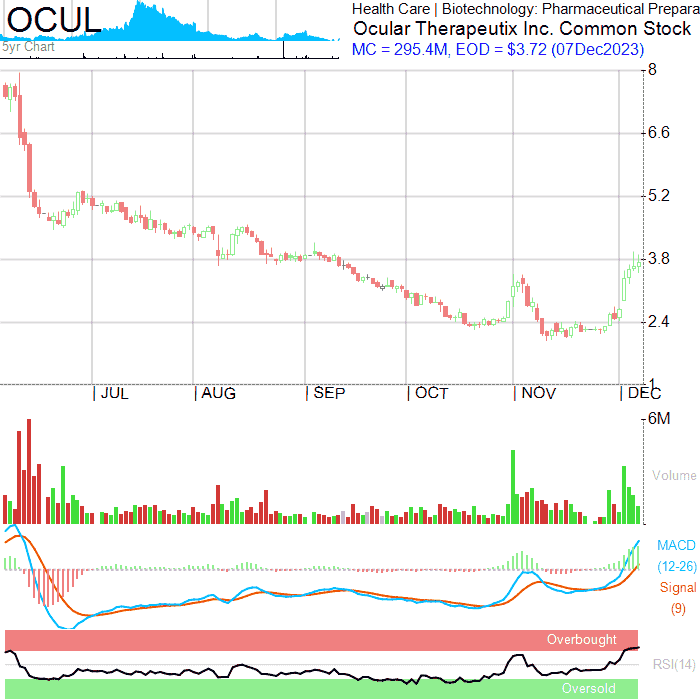 OCUL
5yr Chart
Health Care | Biotechnology: Pharmaceutical Prepara
Ocular Therapeutix Inc. Common Stock
MC = 295.4M, EOD = $3.72 (07Dec2023)
8
6.6
5.2
3.8
2.4
1
JUL AUG SEP OCT NOV DEC
6M
Volume
MACD
(12-26)
Signal
(9)
Overbought
RSI(14)
Oversold